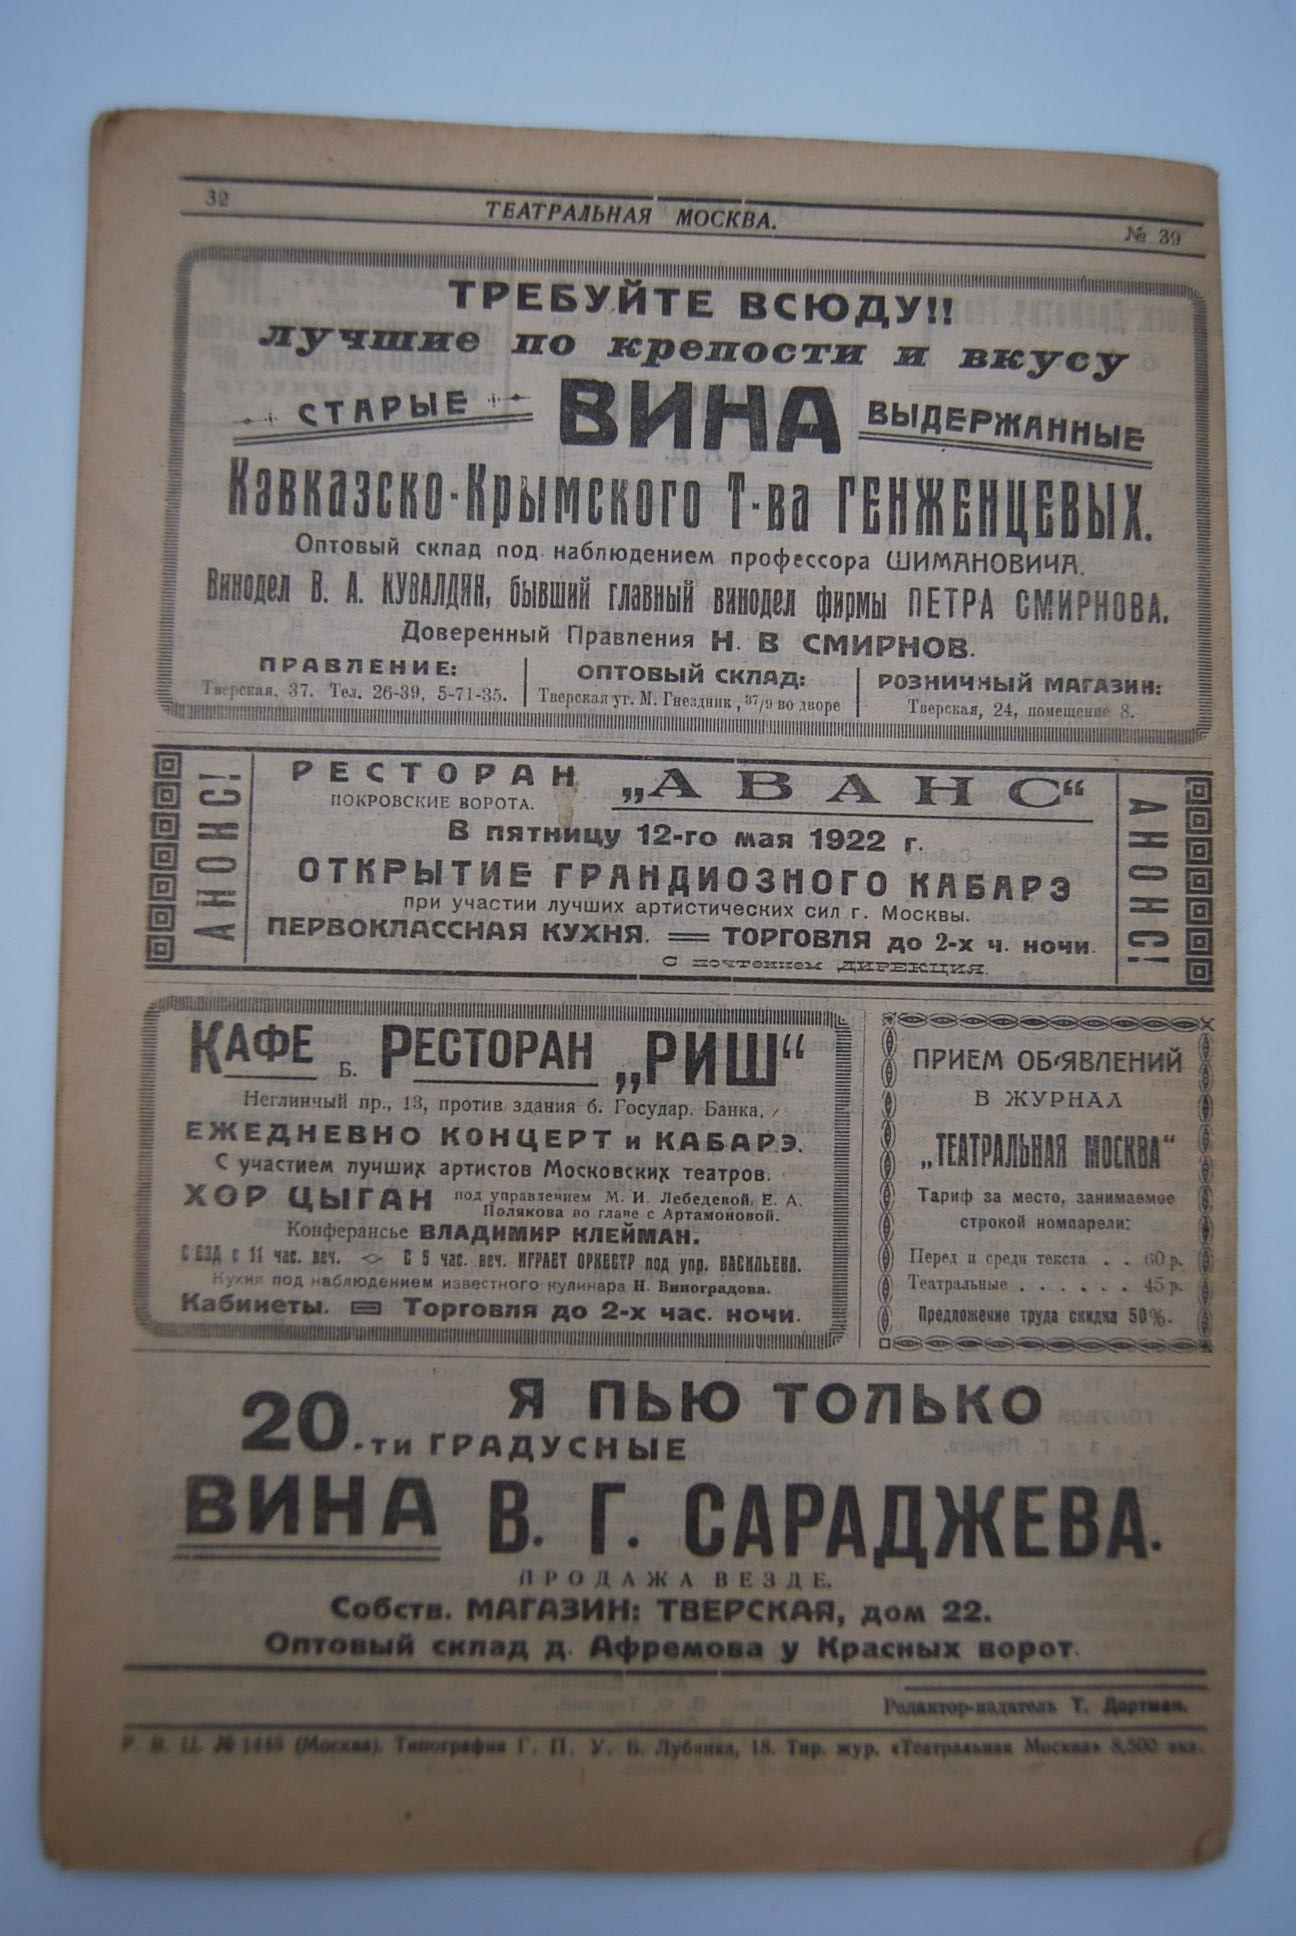 32
ТЕАТРАЛЬНАЯ МОСКВА.
№ 39
ТРЕБУЙТЕ ВСЮДУ!!
лучшие по крепости и вкусу
СТАРЫЕ ВИНА ВЫДЕРЖАННЫЕ
Кавказско-Крымского Т-ва ГЕНЖЕНЦЕВЫХ.
Оптовый склад под наблюдением профессора ШИМАНОВИЧА.
Винодел В. А. КУВАЛДИН, бывший главный винодел фирмы ПЕТРА СМИРНОВА.
Доверенный Правления Н. В СМИРНОВ.
ПРАВЛЕНИЕ:
Тверская, 37. Тел. 26-39, 5-71-35.
ОПТОВЫЙ СКЛАД:
Тверская уг. М. Гнездник, 37/9 во дворе
РОЗНИЧНЫЙ МАГАЗИН:
Тверская, 24, помещение 8.
АНОНС!
РЕСТОРАН „АВАНС“
ПОКРОВСКИЕ ВОРОТА.
В пятницу 12-го мая 1922 г.
ОТКРЫТИЕ ГРАНДИОЗНОГО КАБАРЭ
при участии лучших артистических сил г. Москвы.
ПЕРВОКЛАССНАЯ КУХНЯ. = ТОРГОВЛЯ до 2-х ч. ночи.
С почтением ДИРЕКЦИЯ.
АНОНС!
КАФЕ Б. РЕСТОРАН „РИШ“
Неглинный пр., 13, против здания б. Государ. Банка.
ЕЖЕДНЕВНО КОНЦЕРТ и КАБАРЭ.
С участием лучших артистов Московских театров.
ХОР ЦЫГАН под управлением М. И. Лебедевой, Е. А.
Полякова во главе с Артамоновой.
Конферансье ВЛАДИМИР КЛЕЙМАН.
СЕЗД с 11 час. веч. С 5 час. веч. ИГРАЕТ ОРКЕСТР под упр. ВАСИЛЬЕВА.
Кухня под наблюдением известного кулинара Н. Виноградова.
Кабинеты. Торговля до 2-х час. ночи.
ПРИЕМ ОБ'ЯВЛЕНИЙ
В ЖУРНАЛ
„ТЕАТРАЛЬНАЯ МОСКВА“
Тариф за место, занимаемое
строкой номпарели:
Перед и среди текста . . 60 р.
Театральные . . . . . . 45 р.
Предложение труда скидка 50%.
Я ПЬЮ ТОЛЬКО
20-ти ГРАДУСНЫЕ
ВИНА В. Г. САРАДЖЕВА.
ПРОДАЖА ВЕЗДЕ.
Собств. МАГАЗИН: ТВЕРСКАЯ, дом 22.
Оптовый склад д. Афремова у Красных ворот.
Редактор-издатель Т. Дортман.
Р. В. Ц. № 1448 (Москва). Типография Г. П. У. Б. Лубянка, 18. Тир. жур. «Театральная Москва» 8,500 экз.